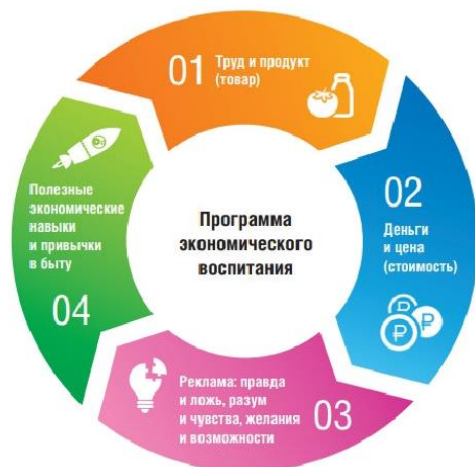 01 Труд и продукт
(товар)
02
Деньги
и цена
(стоимость)
₽
₽
₽
Программа
экономического
воспитания
Реклама: правда
и ложь, разум
и чувства, желания
и возможности
03
Полезные
экономические
навыки
и привычки
в быту
04